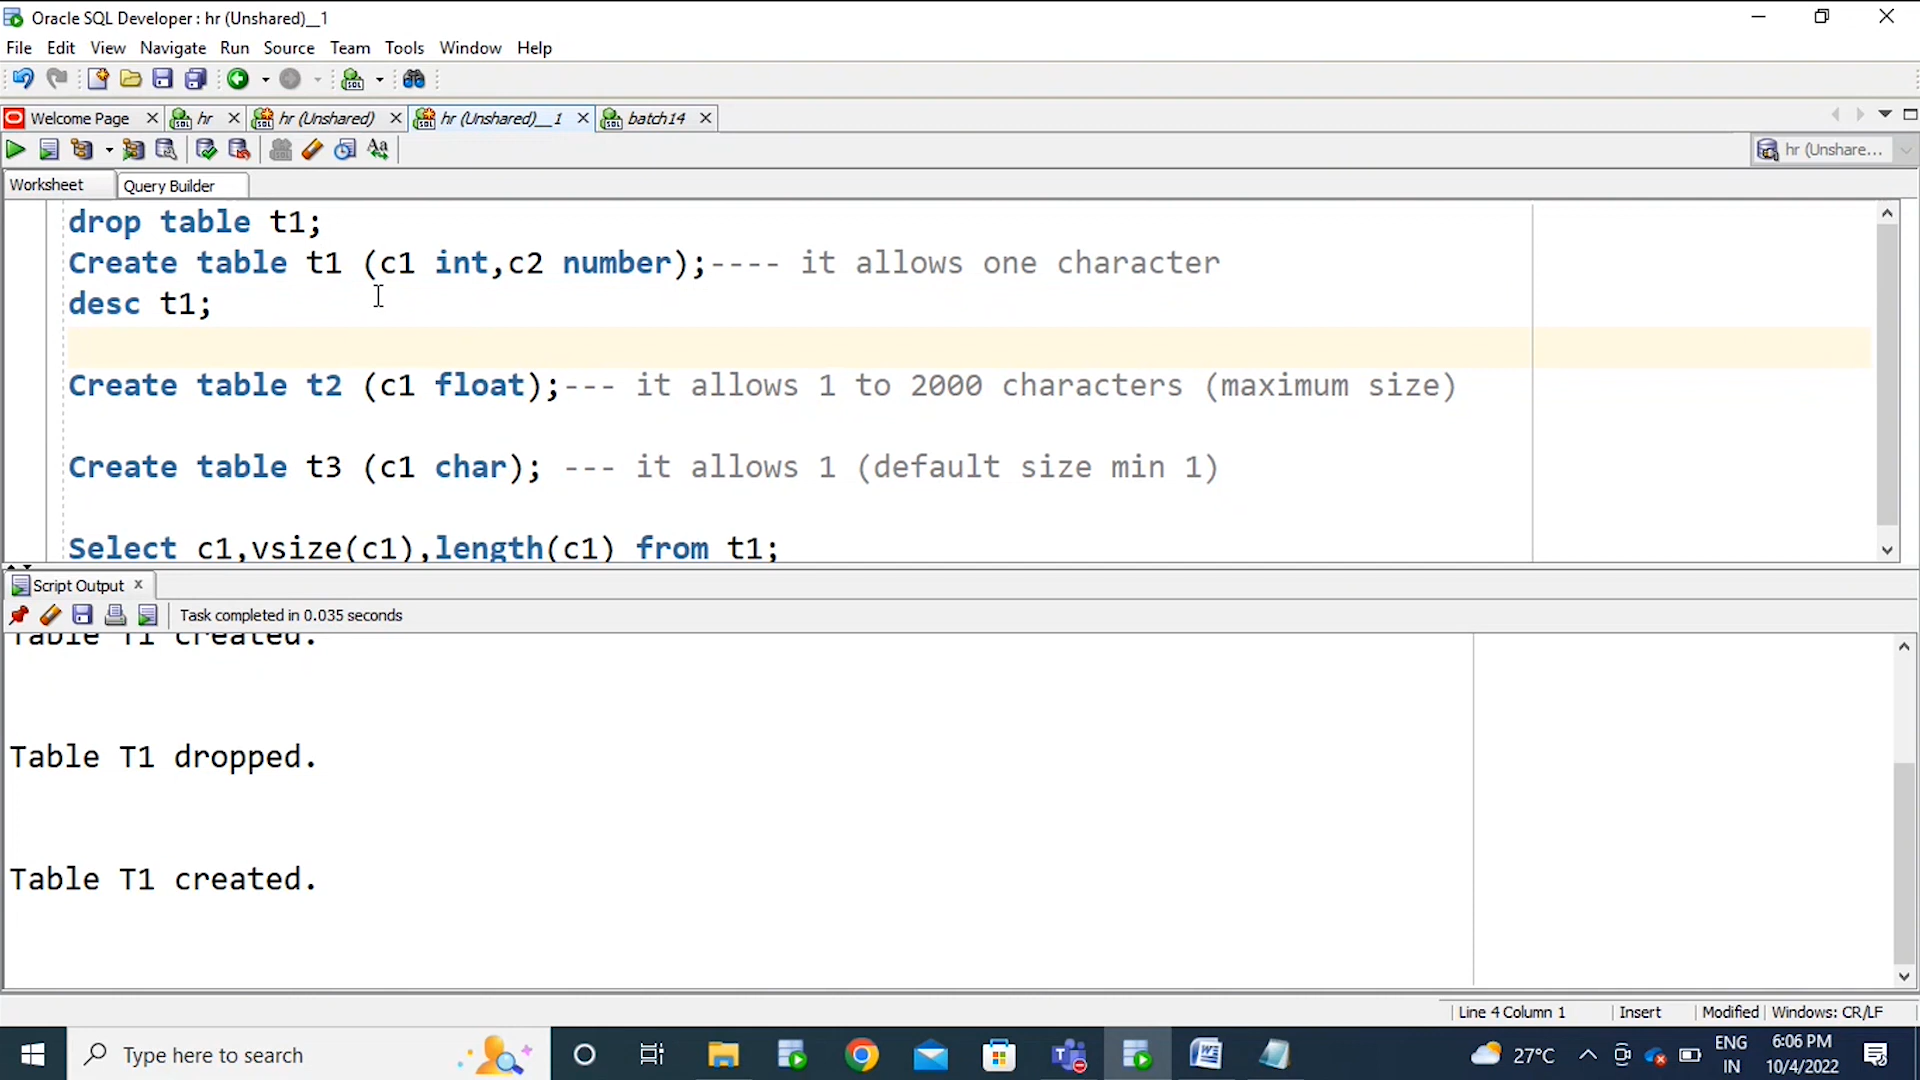 Oracle SQL Developer : hr (Unshared)__1
File Edit View Navigate Run Source Team Tools Window Help
Welcome Page hr hr (Unshared) hr (Unshared)__1 batch14
hr (Unshare...
Worksheet Query Builder
drop table t1;
Create table t1 (c1 int,c2 number);---- it allows one character
desc t1;
Create table t2 (c1 float);--- it allows 1 to 2000 characters (maximum size)
Create table t3 (c1 char); --- it allows 1 (default size min 1)
Select c1,vsize(c1),length(c1) from t1;
Script Output
Task completed in 0.035 seconds
Table T1 created.
Table T1 dropped.
Table T1 created.
Line 4 Column 1 Insert Modified Windows: CR/LF
Type here to search
27°C
ENG
IN
6:06 PM
10/4/2022